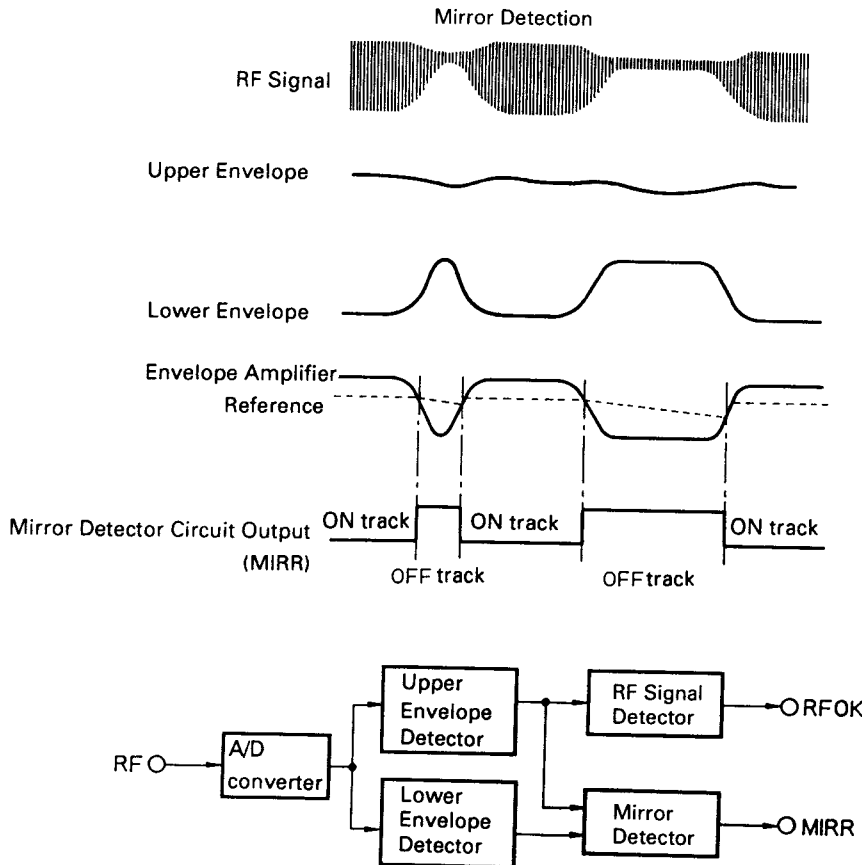 Mirror Detection
RF Signal
Upper Envelope
Lower Envelope
Envelope Amplifier
Reference
Mirror Detector Circuit Output
(MIRR)
ON track
ON track
ON track
OFF track
OFF track
RF
A/D
converter
Upper
Envelope
Detector
Lower
Envelope
Detector
RF Signal
Detector
RFOK
Mirror
Detector
MIRR